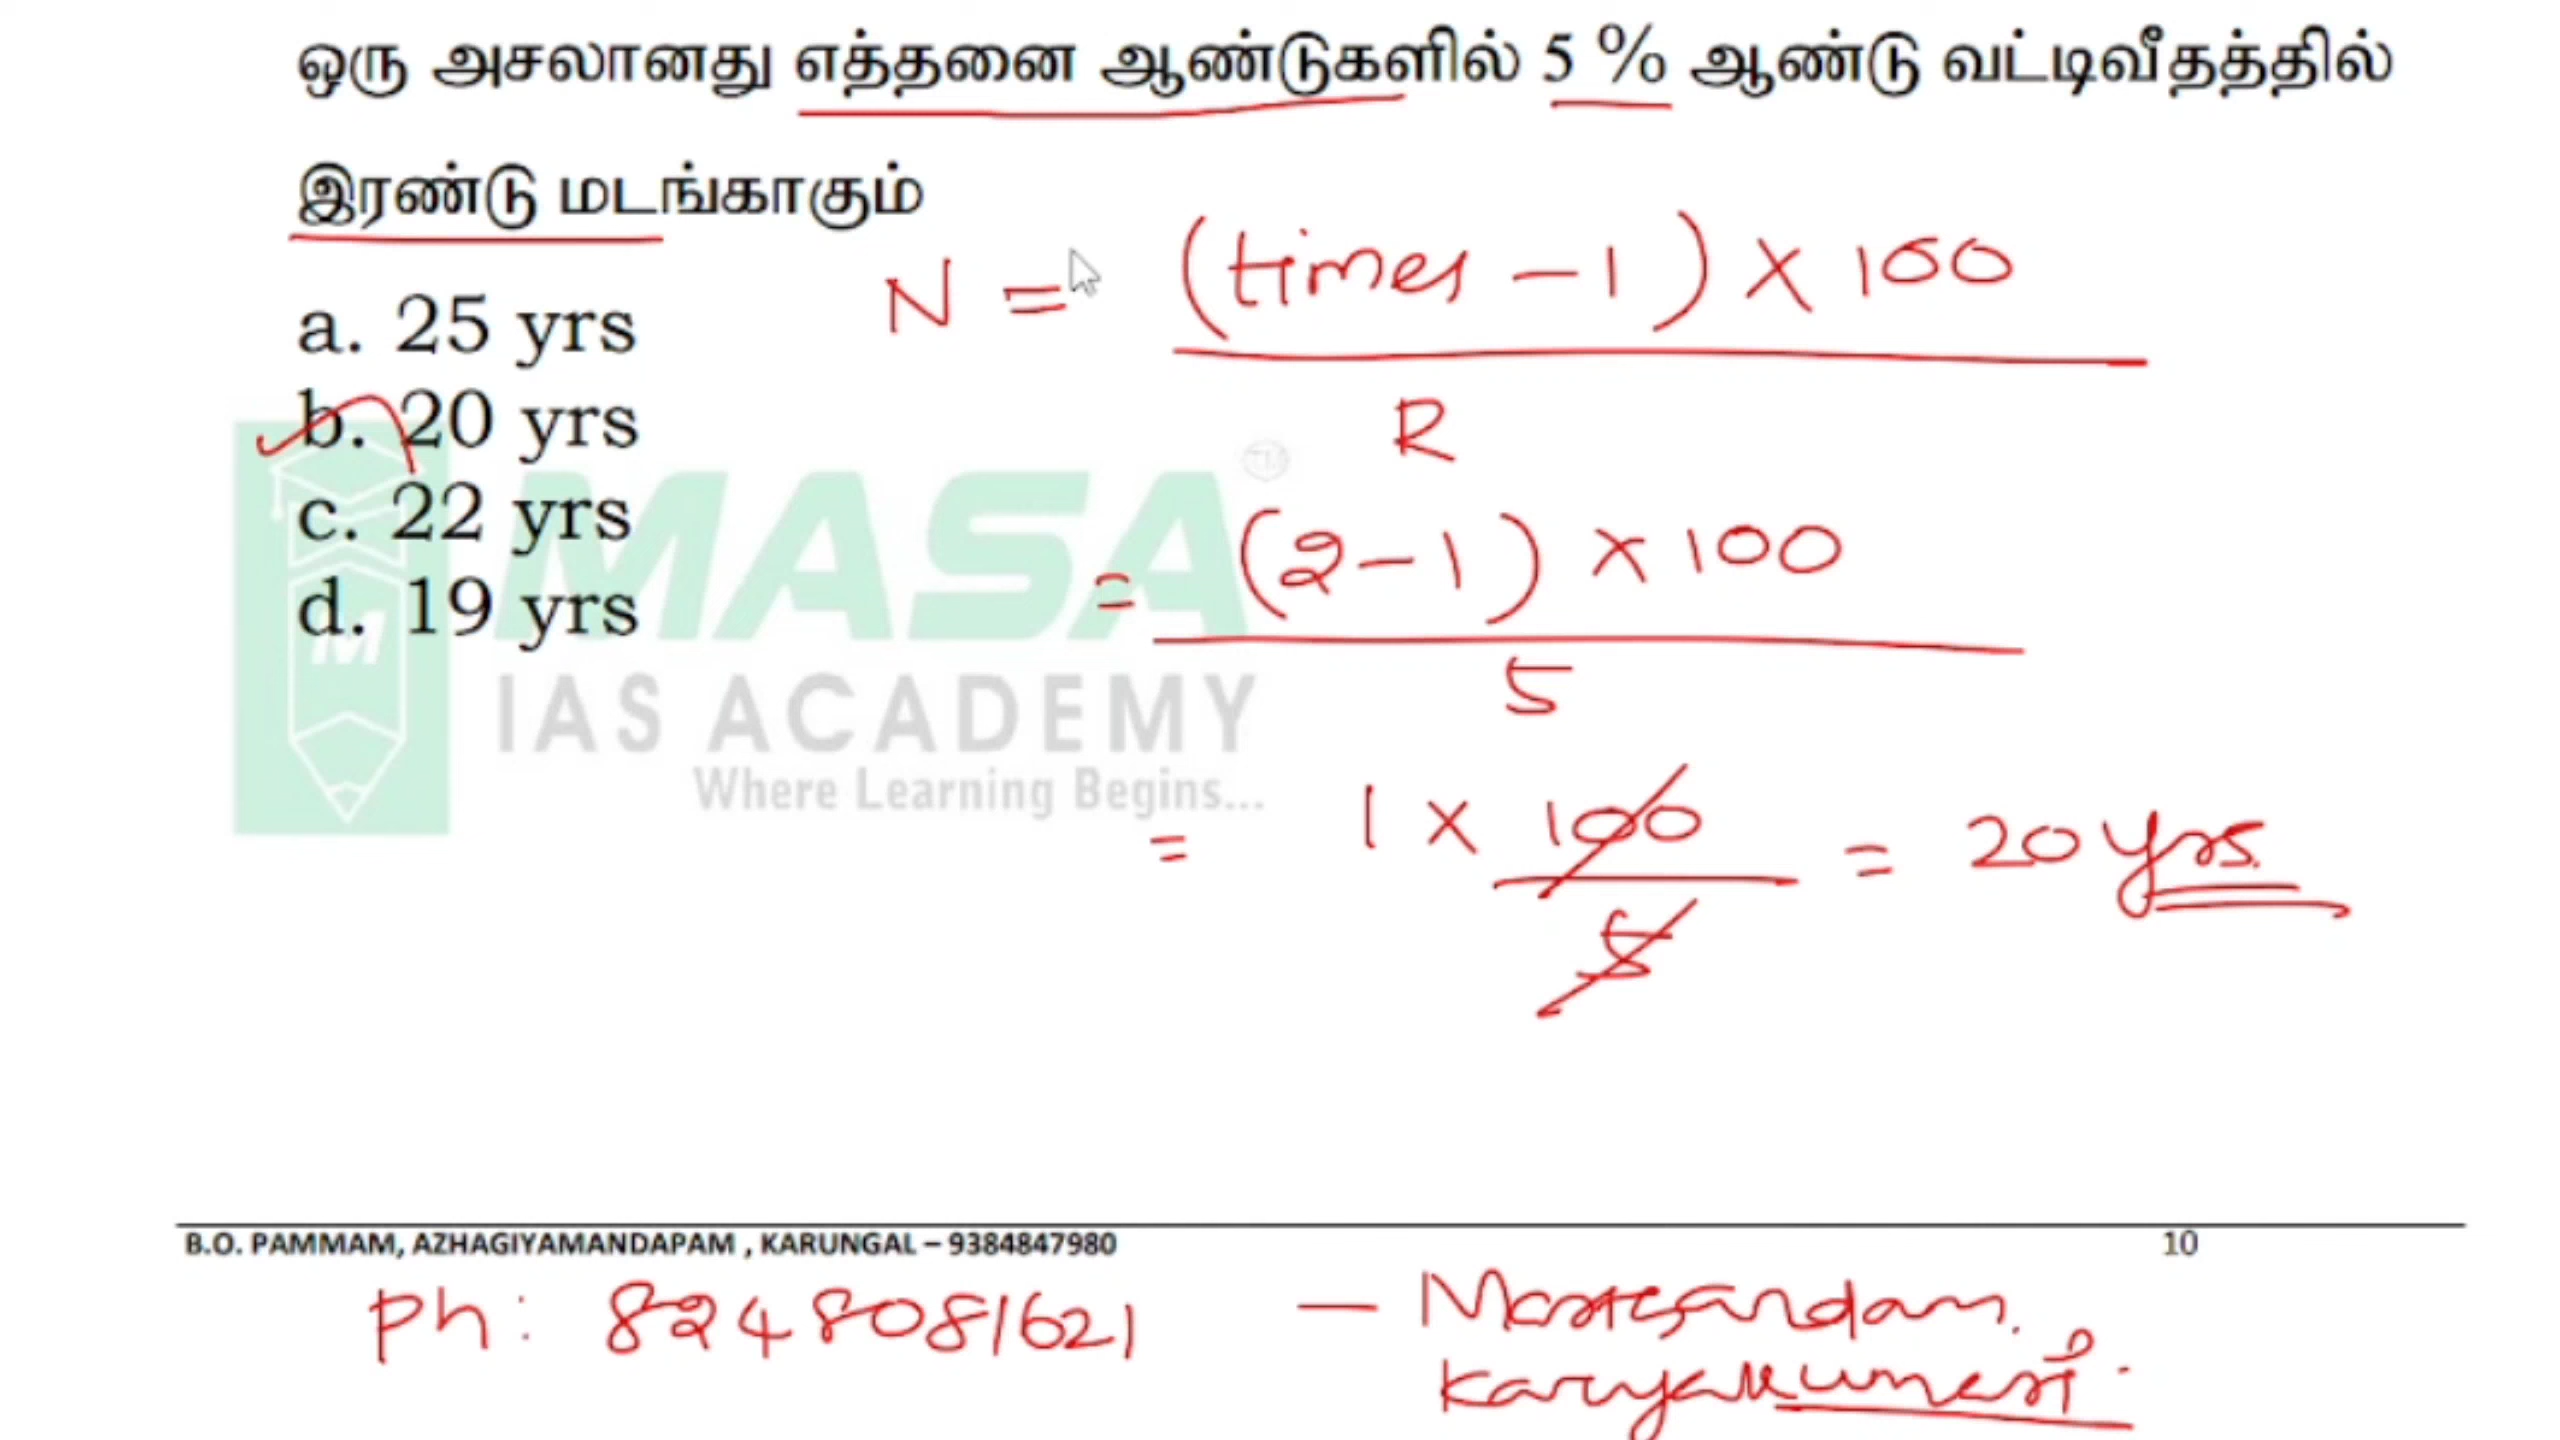 ஒரு அசலானது எத்தனை ஆண்டுகளில் 5 % ஆண்டு வட்டிவீதத்தில்
இரண்டு மடங்காகும்
N = (times - 1) × 100
R
a. 25 yrs
b. 20 yrs
c. 22 yrs
d. 19 yrs
= (2 - 1) × 100
5
= 1 × 100 = 20 yrs.
5
MASA
TM
M
IAS ACADEMY
Where Learning Begins...
B.O. PAMMAM, AZHAGIYAMANDAPAM , KARUNGAL – 9384847980 10
Ph: 8248081621 –